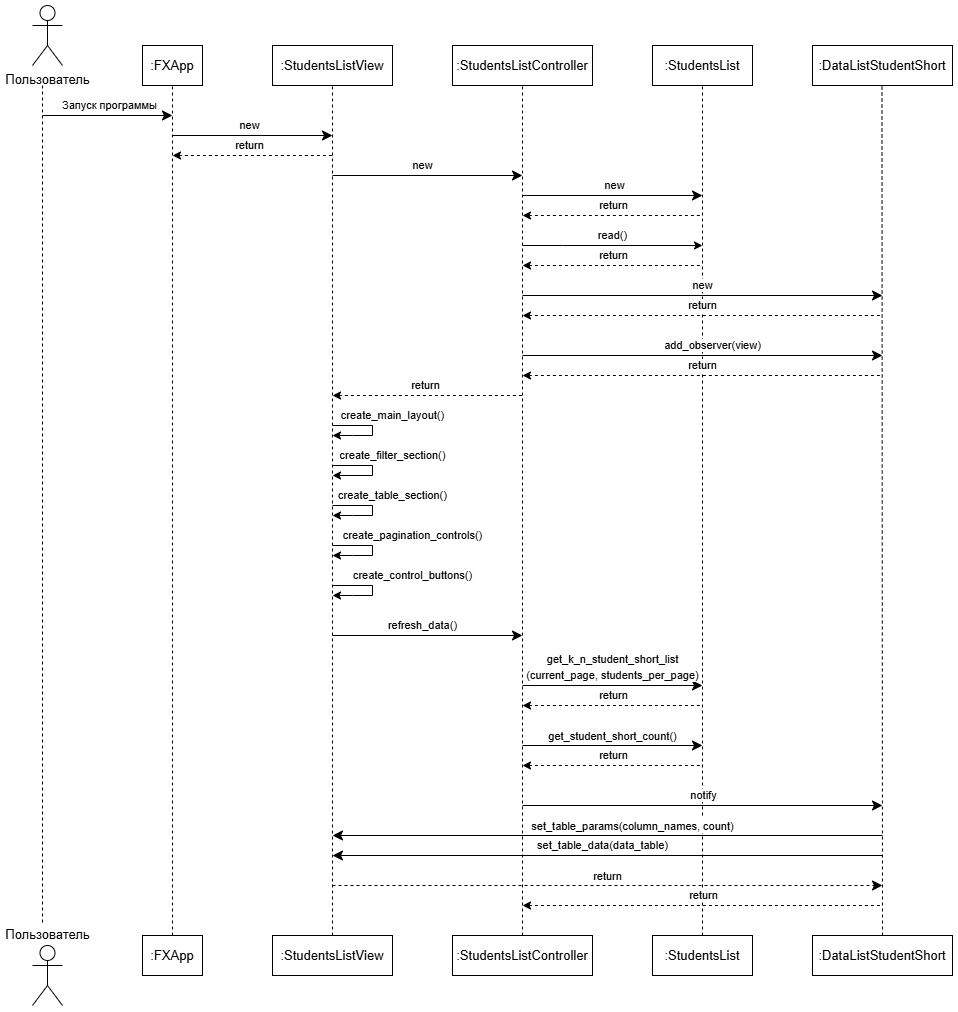 Пользователь
:FXApp
:StudentsListView
:StudentsListController
:StudentsList
:DataListStudentShort
Запуск программы
new
return
new
new
return
read()
return
new
return
add_observer(view)
return
return
create_main_layout()
create_filter_section()
create_table_section()
create_pagination_controls()
create_control_buttons()
refresh_data()
get_k_n_student_short_list
(current_page, students_per_page)
return
get_student_short_count()
return
notify
set_table_params(column_names, count)
set_table_data(data_table)
return
return
Пользователь
:FXApp
:StudentsListView
:StudentsListController
:StudentsList
:DataListStudentShort